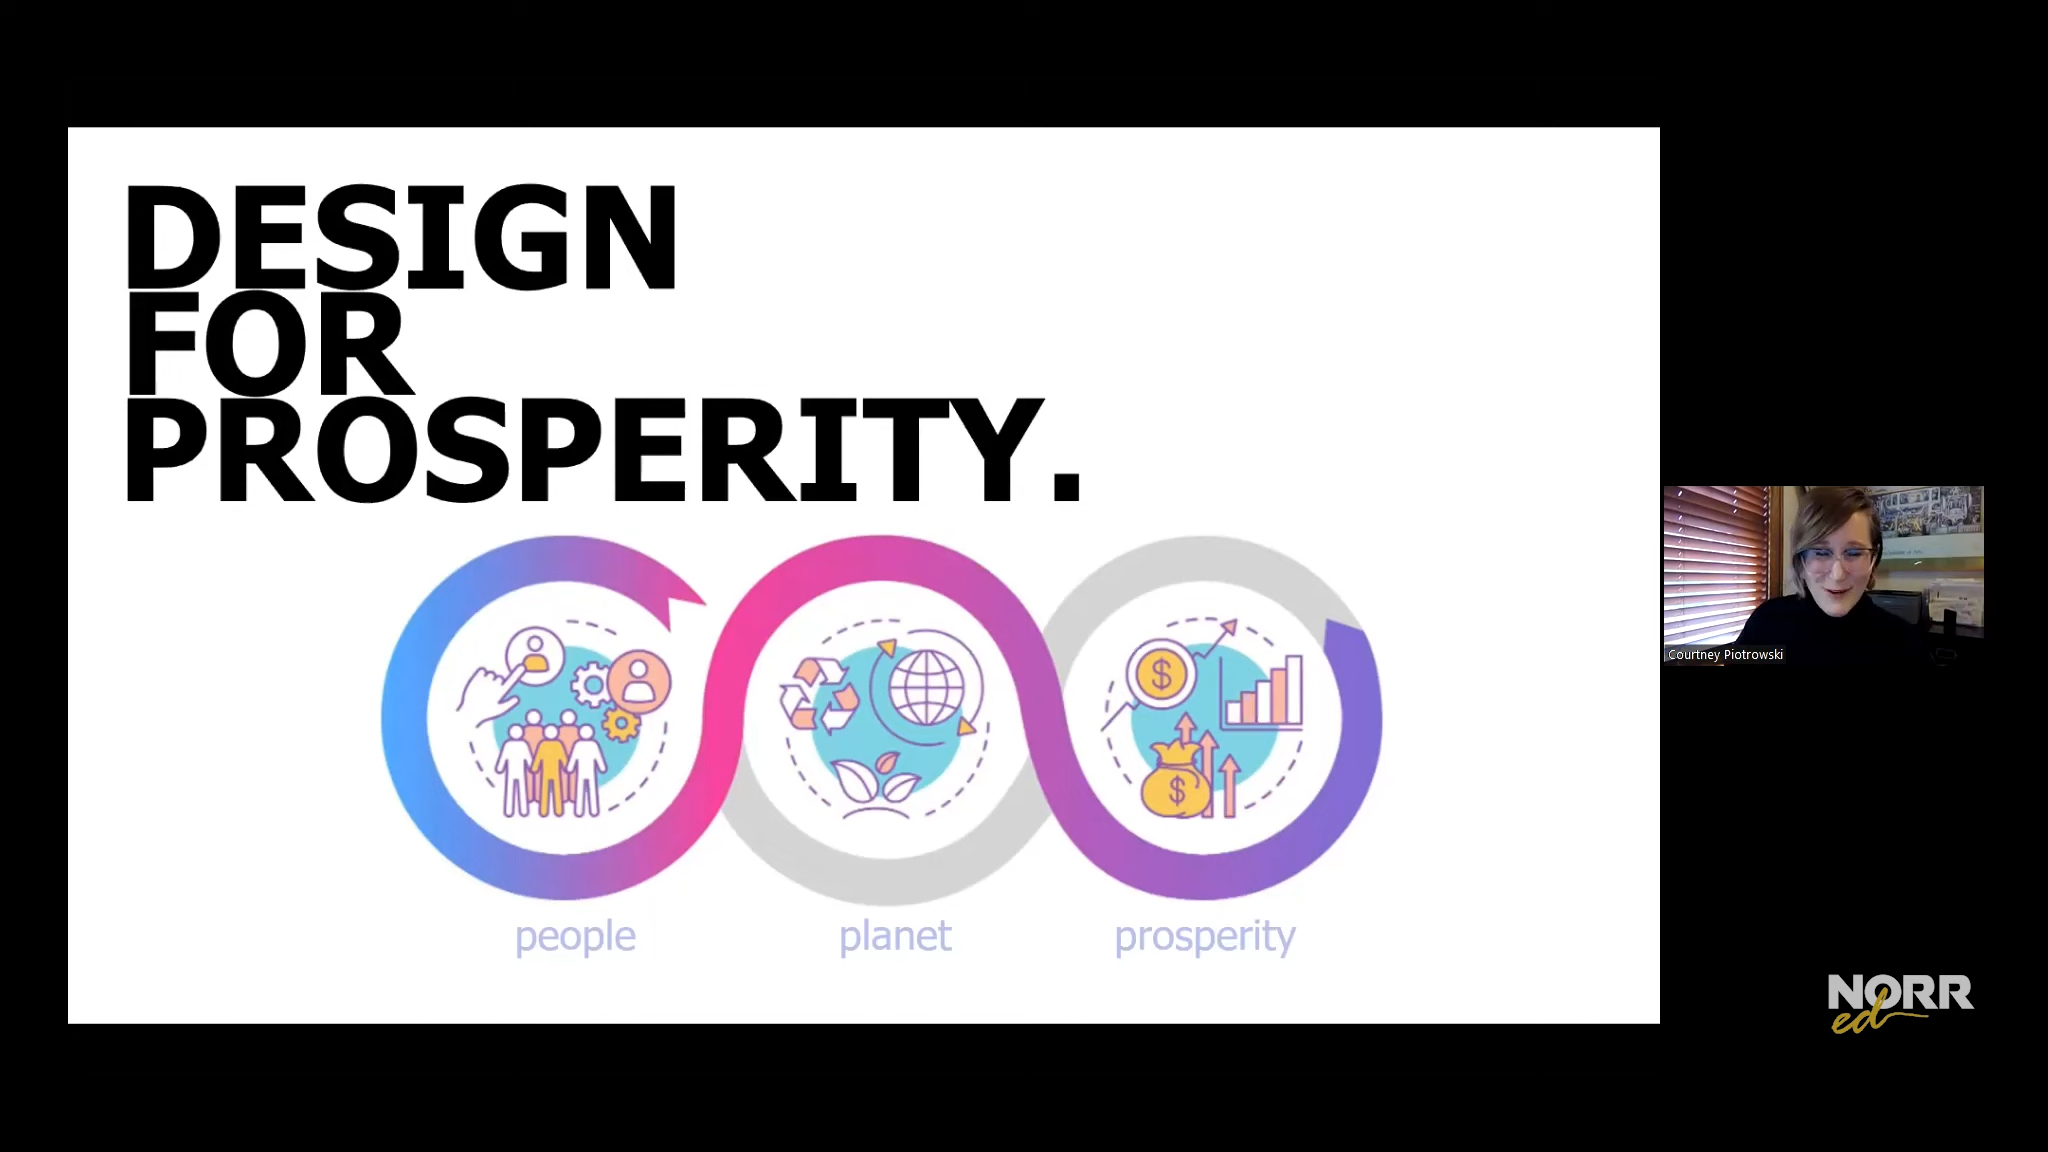 DESIGN
FOR
PROSPERITY.
$
$
people
planet
prosperity
Courtney Piotrowski
NORR
ed